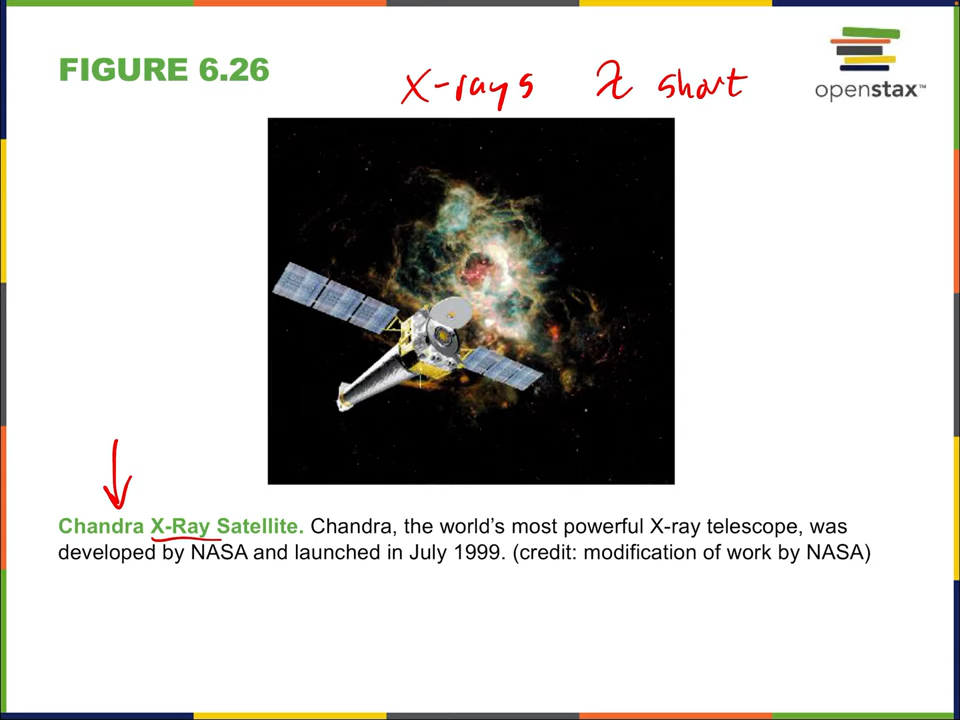 FIGURE 6.26
X-rays λ short
openstax™
Chandra X-Ray Satellite. Chandra, the world's most powerful X-ray telescope, was
developed by NASA and launched in July 1999. (credit: modification of work by NASA)